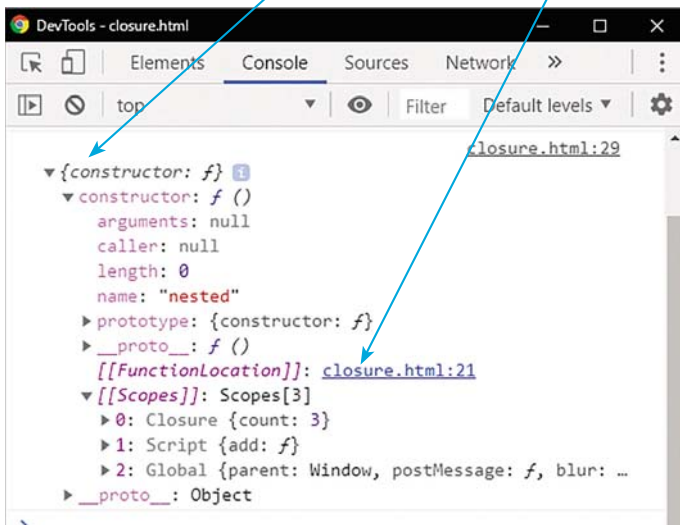 DevTools - closure.html
Elements Console Sources Network »
top Filter Default levels ▼
closure.html:29
▼{constructor: ƒ} i
▼constructor: ƒ ()
arguments: null
caller: null
length: 0
name: "nested"
▶prototype: {constructor: ƒ}
▶__proto__: ƒ ()
[[FunctionLocation]]: closure.html:21
▼[[Scopes]]: Scopes[3]
▶0: Closure {count: 3}
▶1: Script {add: ƒ}
▶2: Global {parent: Window, postMessage: ƒ, blur: …
▶__proto__: Object